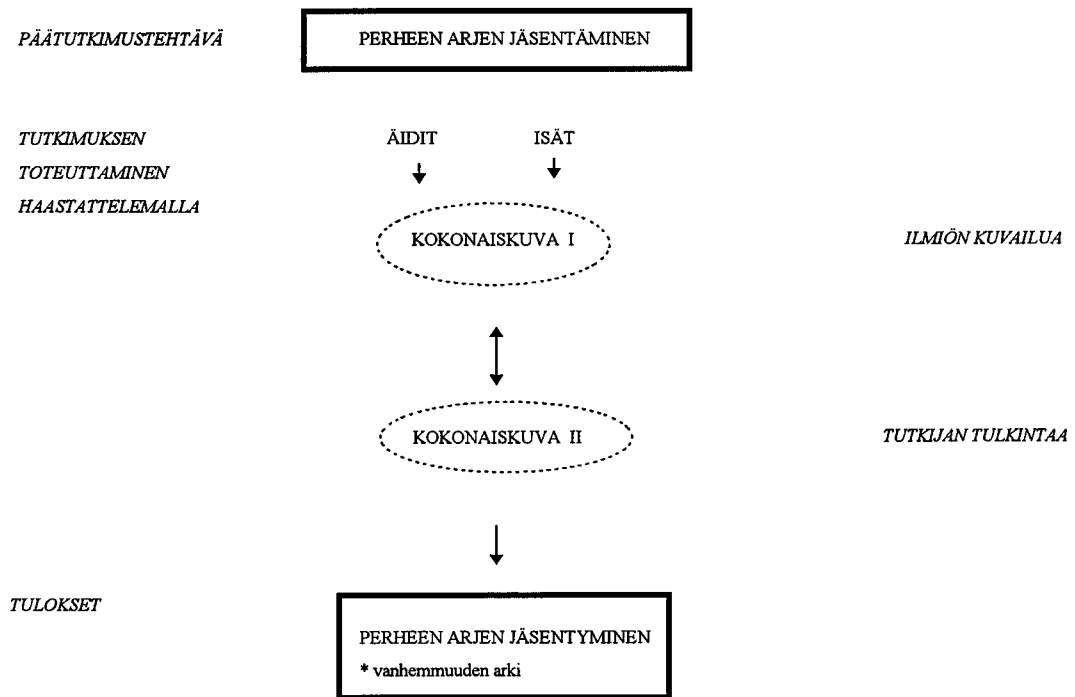 PÄÄTUTKIMUSTEHTÄVÄ
PERHEEN ARJEN JÄSENTÄMINEN
TUTKIMUKSEN
TOTEUTTAMINEN
HAASTATTELEMALLA
ÄIDIT
ISÄT
KOKONAISKUVA I
ILMIÖN KUVAILUA
KOKONAISKUVA II
TUTKIJAN TULKINTAA
TULOKSET
PERHEEN ARJEN JÄSENTYMINEN
* vanhemmuuden arki